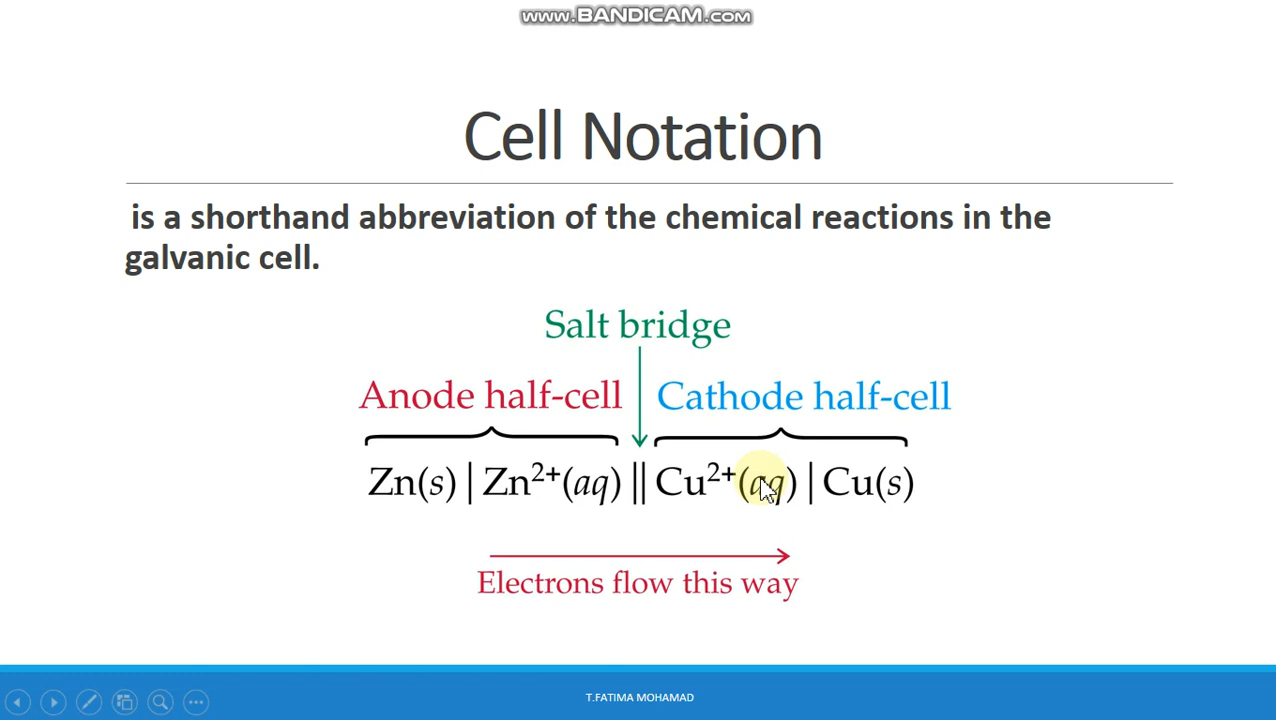 www.BANDICAM.com
Cell Notation
is a shorthand abbreviation of the chemical reactions in the
galvanic cell.
Salt bridge
Anode half-cell Cathode half-cell
Zn(s) | Zn²⁺(aq) || Cu²⁺(aq) | Cu(s)
Electrons flow this way
T.FATIMA MOHAMAD